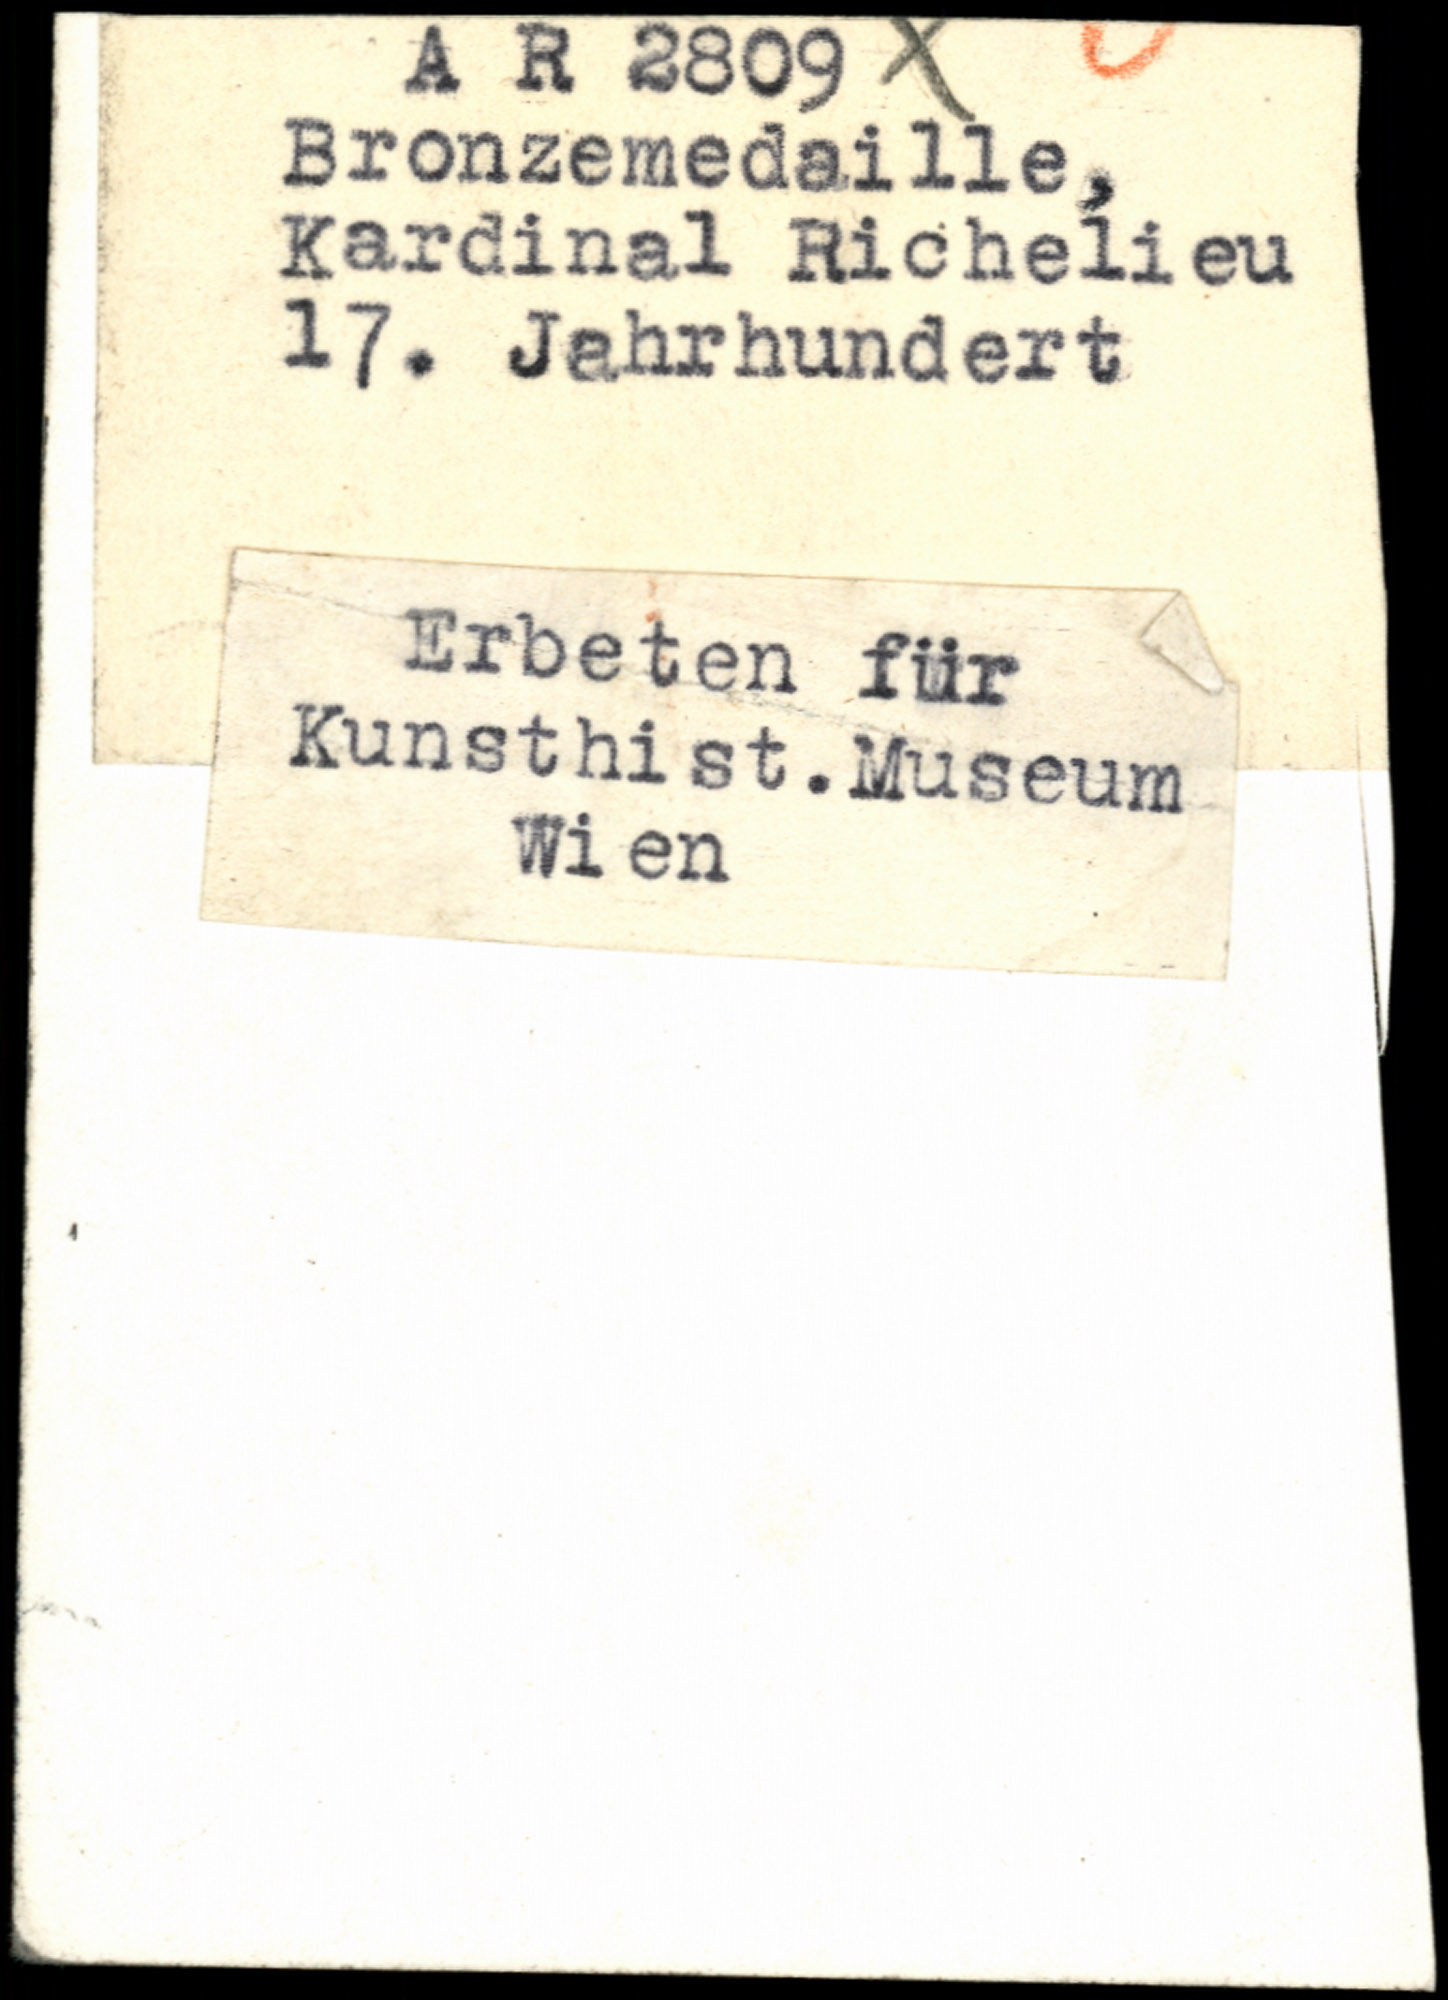 A R 2809 X
Bronzemedaille,
Kardinal Richelieu
17. Jahrhundert
Erbeten für
Kunsthist.Museum
Wien